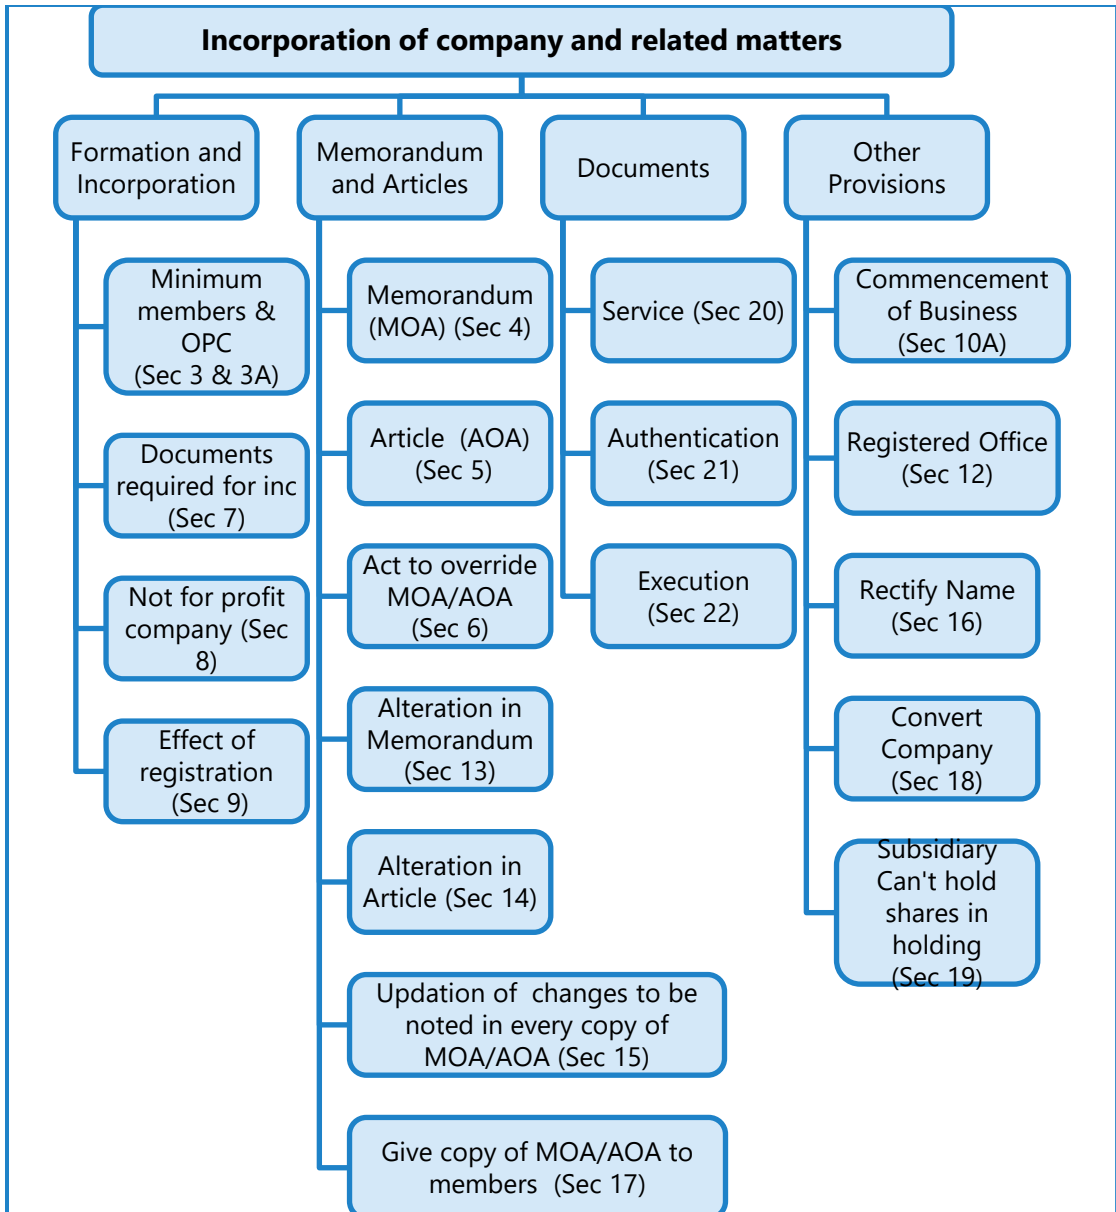 Incorporation of company and related matters
Formation and
Incorporation
Minimum
members &
OPC
(Sec 3 & 3A)
Documents
required for inc
(Sec 7)
Not for profit
company (Sec
8)
Effect of
registration
(Sec 9)
Memorandum
and Articles
Memorandum
(MOA) (Sec 4)
Article (AOA)
(Sec 5)
Act to override
MOA/AOA
(Sec 6)
Alteration in
Memorandum
(Sec 13)
Alteration in
Article (Sec 14)
Updation of changes to be
noted in every copy of
MOA/AOA (Sec 15)
Give copy of MOA/AOA to
members (Sec 17)
Documents
Service (Sec 20)
Authentication
(Sec 21)
Execution
(Sec 22)
Other
Provisions
Commencement
of Business
(Sec 10A)
Registered Office
(Sec 12)
Rectify Name
(Sec 16)
Convert
Company
(Sec 18)
Subsidiary
Can't hold
shares in
holding
(Sec 19)